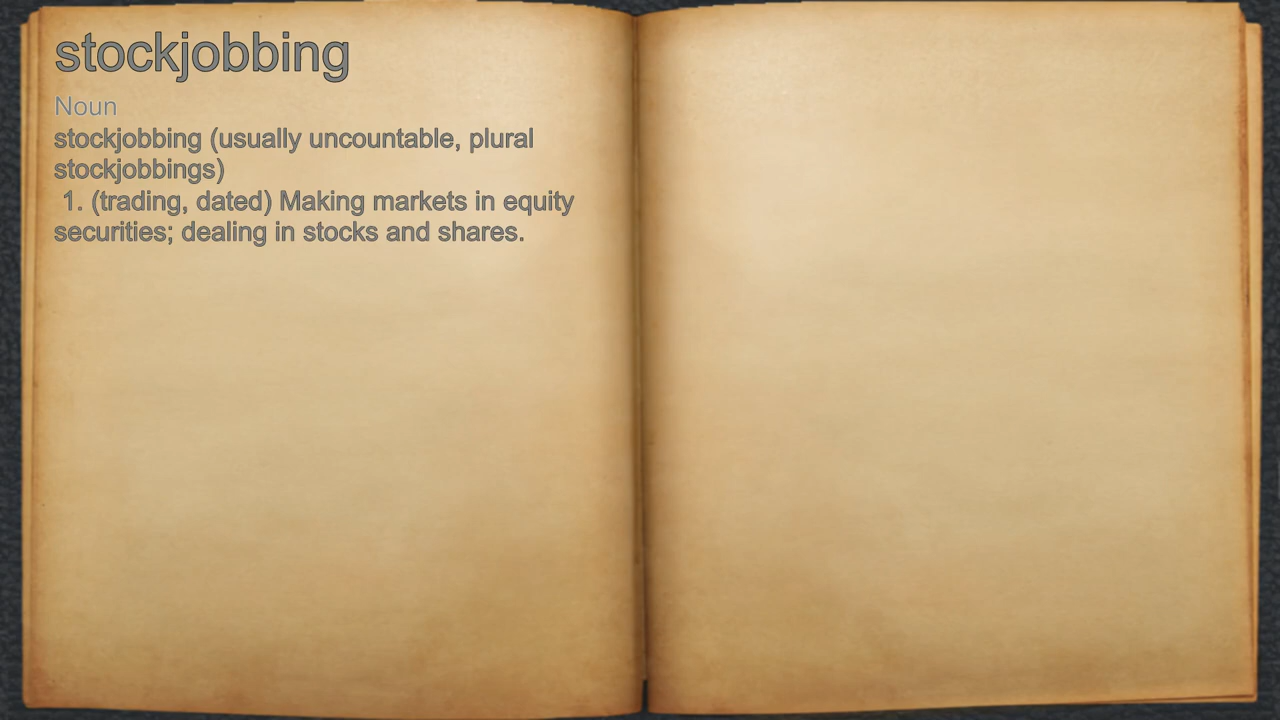 stockjobbing
Noun
stockjobbing (usually uncountable, plural
stockjobbings)
1. (trading, dated) Making markets in equity
securities; dealing in stocks and shares.